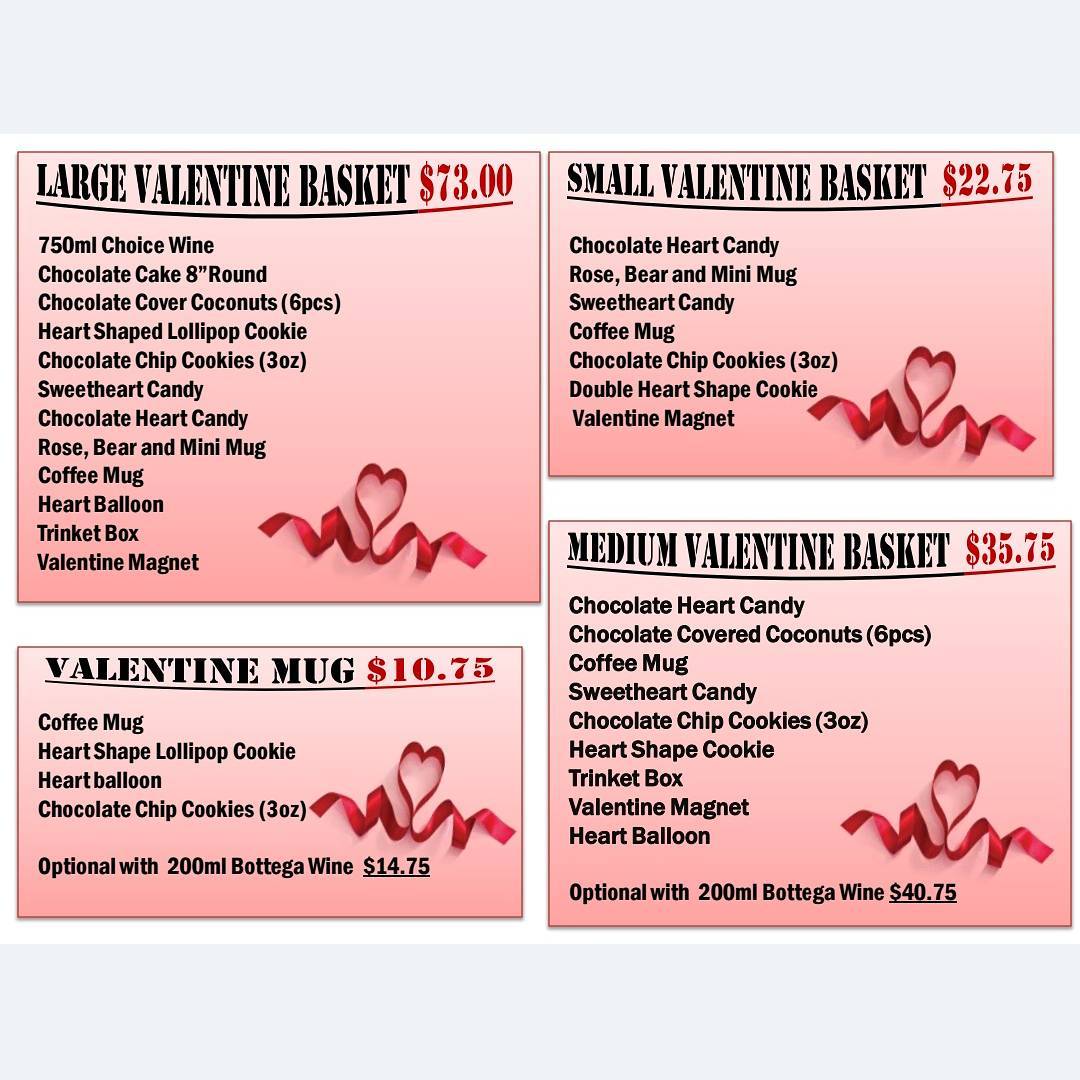 LARGE VALENTINE BASKET $73.00
750ml Choice Wine
Chocolate Cake 8”Round
Chocolate Cover Coconuts (6pcs)
Heart Shaped Lollipop Cookie
Chocolate Chip Cookies (3oz)
Sweetheart Candy
Chocolate Heart Candy
Rose, Bear and Mini Mug
Coffee Mug
Heart Balloon
Trinket Box
Valentine Magnet
SMALL VALENTINE BASKET $22.75
Chocolate Heart Candy
Rose, Bear and Mini Mug
Sweetheart Candy
Coffee Mug
Chocolate Chip Cookies (3oz)
Double Heart Shape Cookie
Valentine Magnet
VALENTINE MUG $10.75
Coffee Mug
Heart Shape Lollipop Cookie
Heart balloon
Chocolate Chip Cookies (3oz)
Optional with 200ml Bottega Wine $14.75
MEDIUM VALENTINE BASKET $35.75
Chocolate Heart Candy
Chocolate Covered Coconuts (6pcs)
Coffee Mug
Sweetheart Candy
Chocolate Chip Cookies (3oz)
Heart Shape Cookie
Trinket Box
Valentine Magnet
Heart Balloon
Optional with 200ml Bottega Wine $40.75